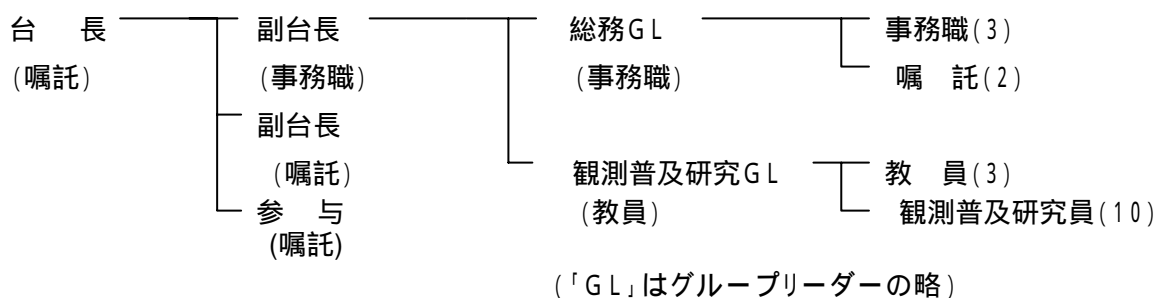 台 長 副台長 総務GL 事務職(3)
(嘱託) (事務職) (事務職) 嘱 託(2)
副台長
(嘱託) 観測普及研究GL 教 員(3)
参 与 (教員) 観測普及研究員(10)
(嘱託)
(「GL」はグループリーダーの略)